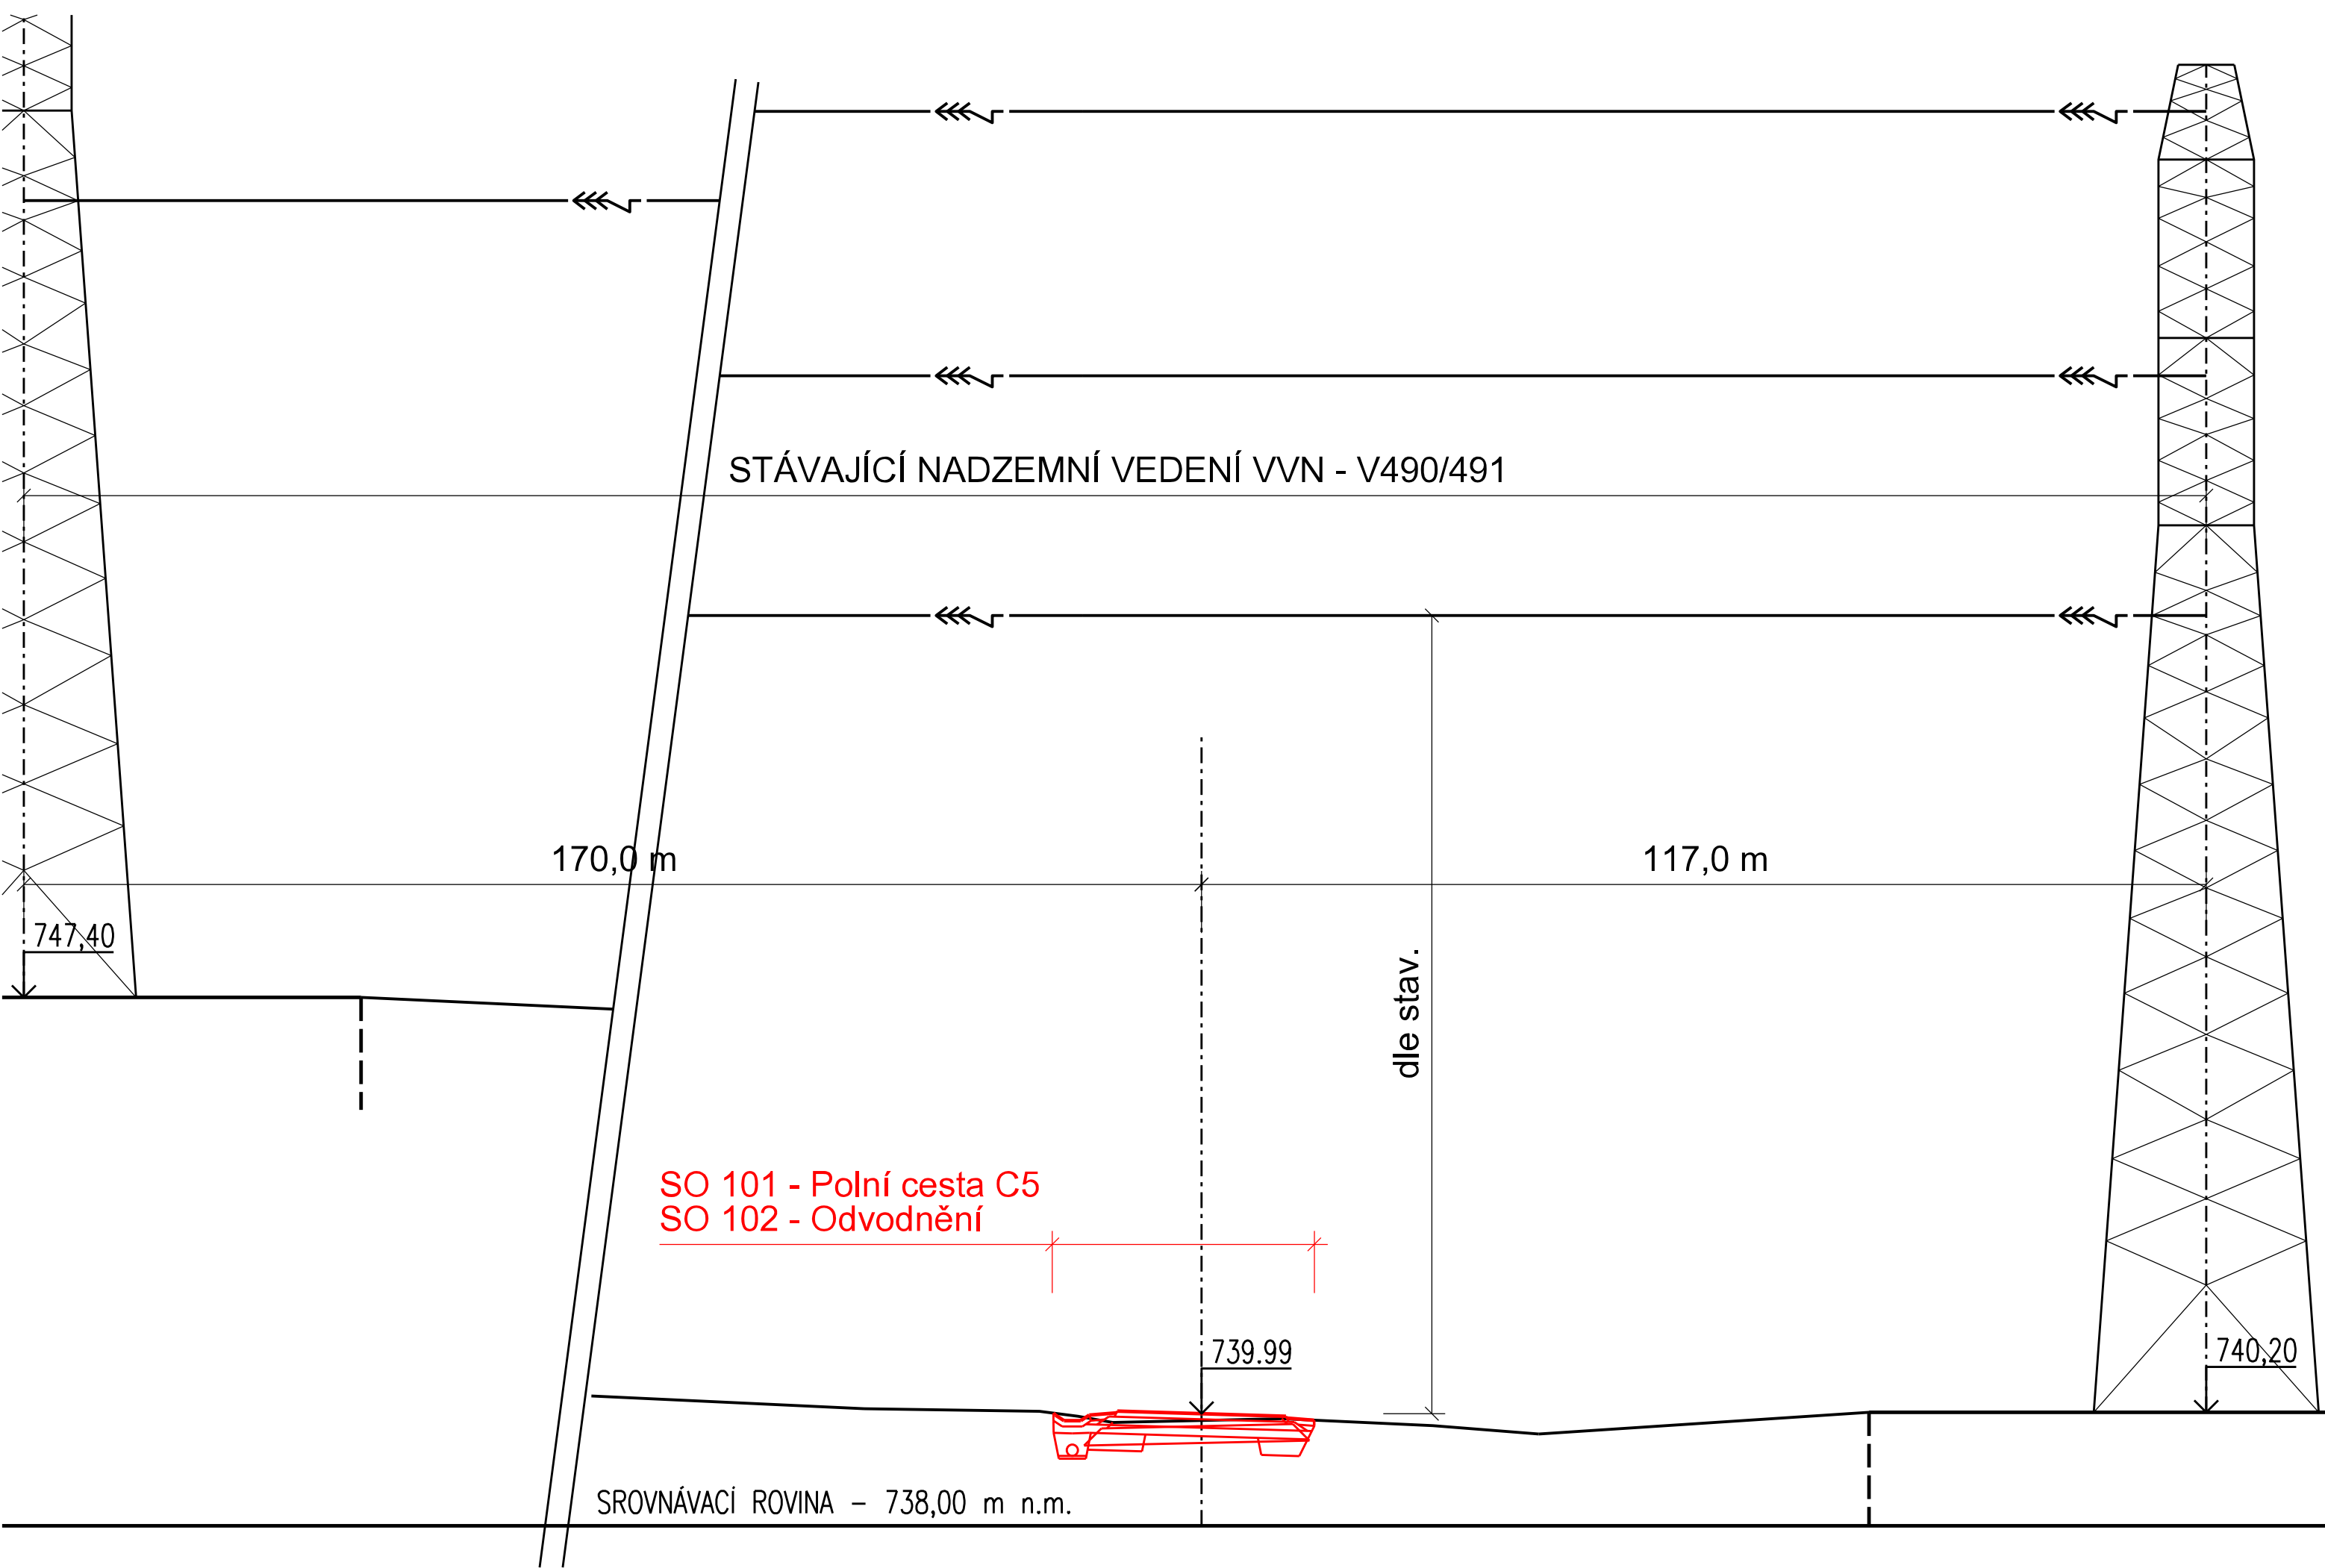 STÁVAJÍCÍ NADZEMNÍ VEDENÍ VVN - V490/491
170,0 m
117,0 m
747,40
dle stav.
SO 101 - Polní cesta C5
SO 102 - Odvodnění
739.99
740,20
SROVNÁVACÍ ROVINA – 738,00 m n.m.